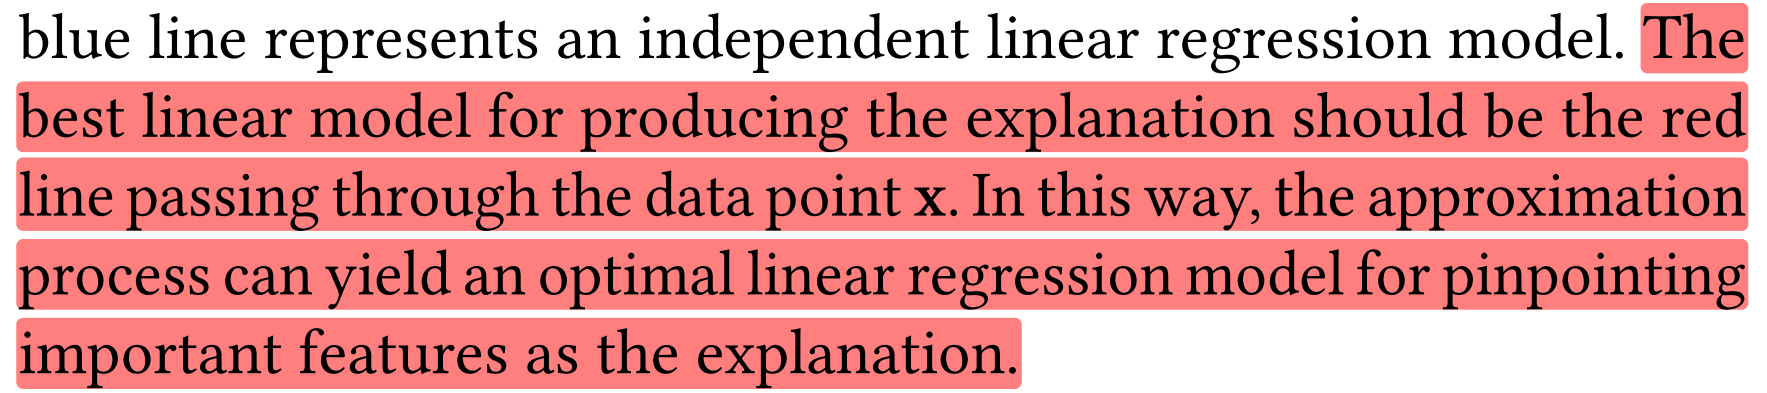 blue line represents an independent linear regression model. The
best linear model for producing the explanation should be the red
line passing through the data point x. In this way, the approximation
process can yield an optimal linear regression model for pinpointing
important features as the explanation.